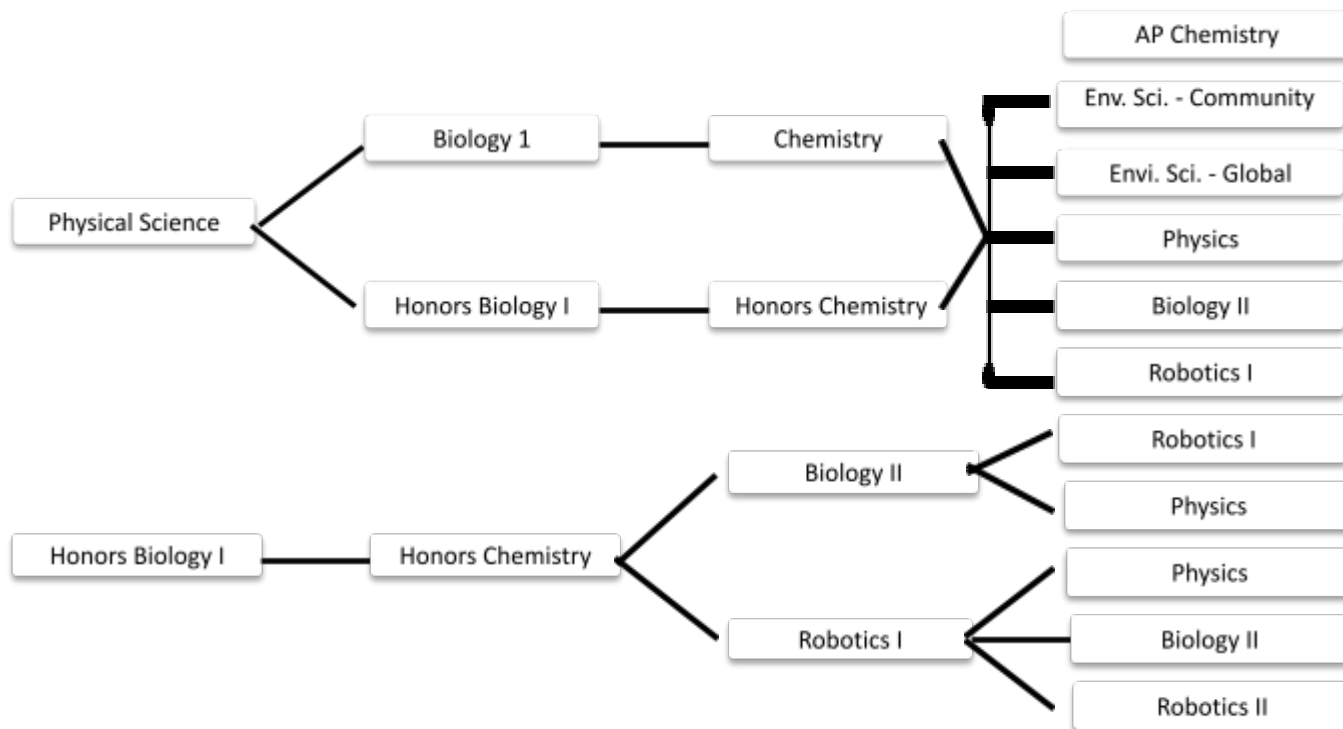 AP Chemistry
Env. Sci. - Community
Biology 1
Chemistry
Envi. Sci. - Global
Physical Science
Physics
Honors Biology I
Honors Chemistry
Biology II
Robotics I
Robotics I
Biology II
Physics
Honors Biology I
Honors Chemistry
Physics
Robotics I
Biology II
Robotics II